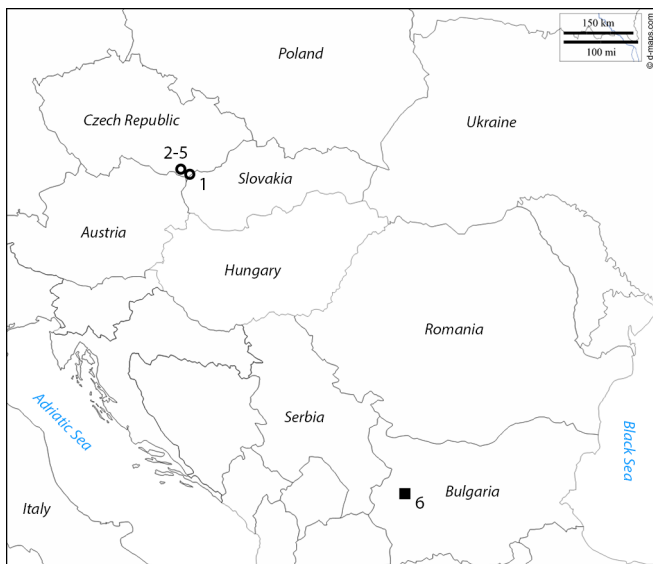 150 km
100 mi
© d-maps.com
Poland
Czech Republic
Ukraine
2-5
1
Slovakia
Austria
Hungary
Romania
Adriatic Sea
Serbia
Black Sea
6
Bulgaria
Italy